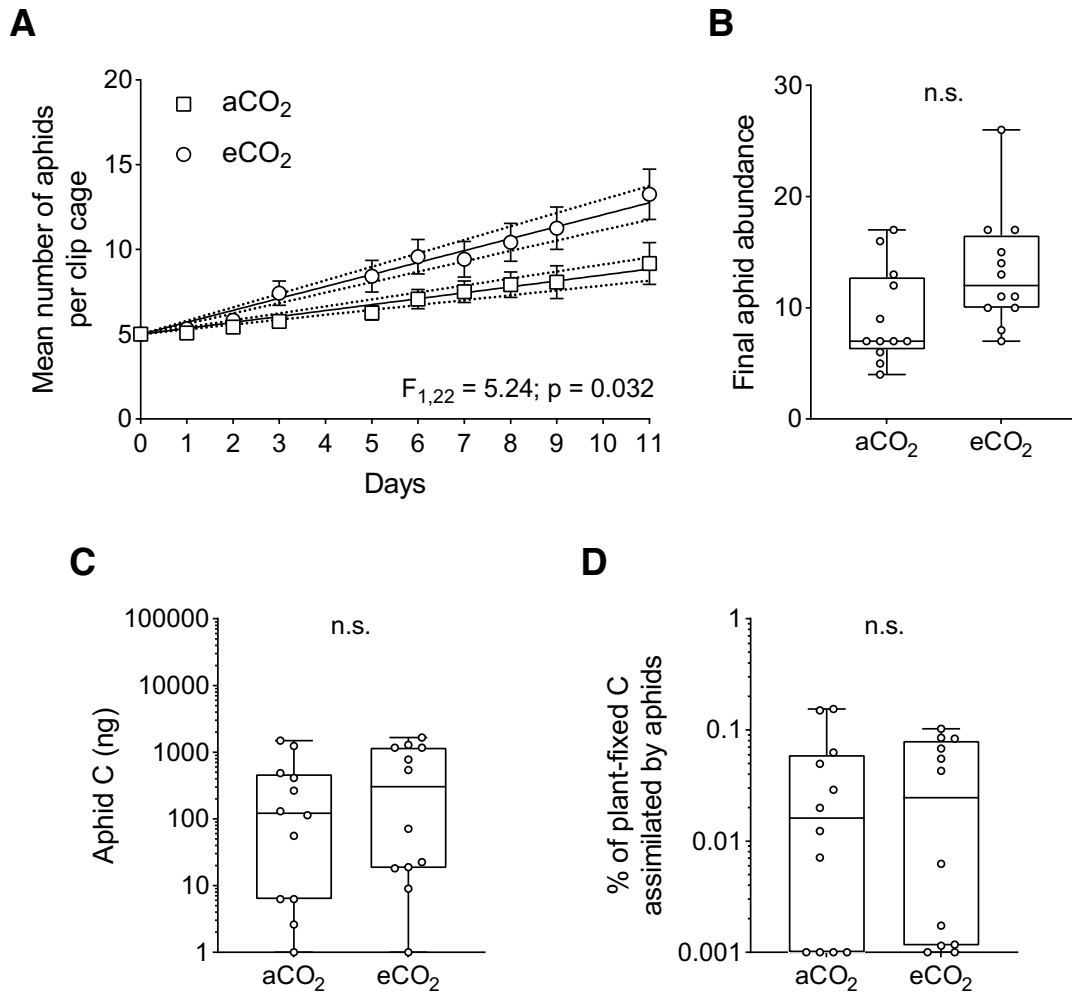 A
Mean number of aphids
per clip cage
20
15
10
5
0
aCO₂
eCO₂
F₁,₂₂ = 5.24; p = 0.032
0 1 2 3 4 5 6 7 8 9 10 11
Days
B
Final aphid abundance
30
20
10
0
n.s.
aCO₂ eCO₂
C
Aphid C (ng)
100000
10000
1000
100
10
1
n.s.
aCO₂ eCO₂
D
% of plant-fixed C
assimilated by aphids
1
0.1
0.01
0.001
n.s.
aCO₂ eCO₂